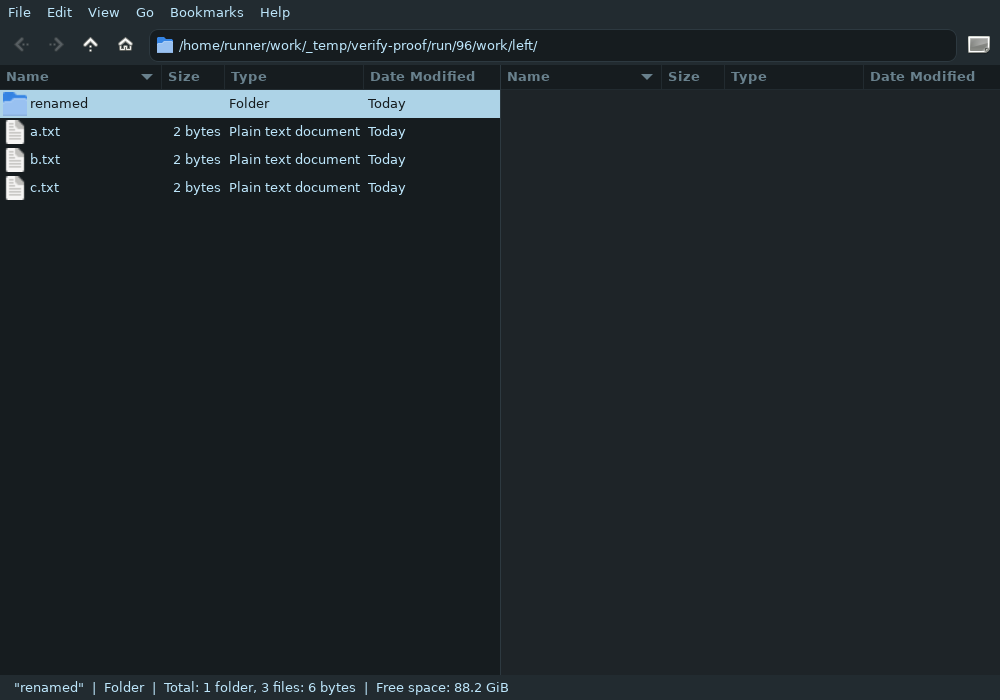 File Edit View Go Bookmarks Help
/home/runner/work/_temp/verify-proof/run/96/work/left/
Name Size Type Date Modified Name Size Type Date Modified
renamed Folder Today
a.txt 2 bytes Plain text document Today
b.txt 2 bytes Plain text document Today
c.txt 2 bytes Plain text document Today
"renamed" | Folder | Total: 1 folder, 3 files: 6 bytes | Free space: 88.2 GiB